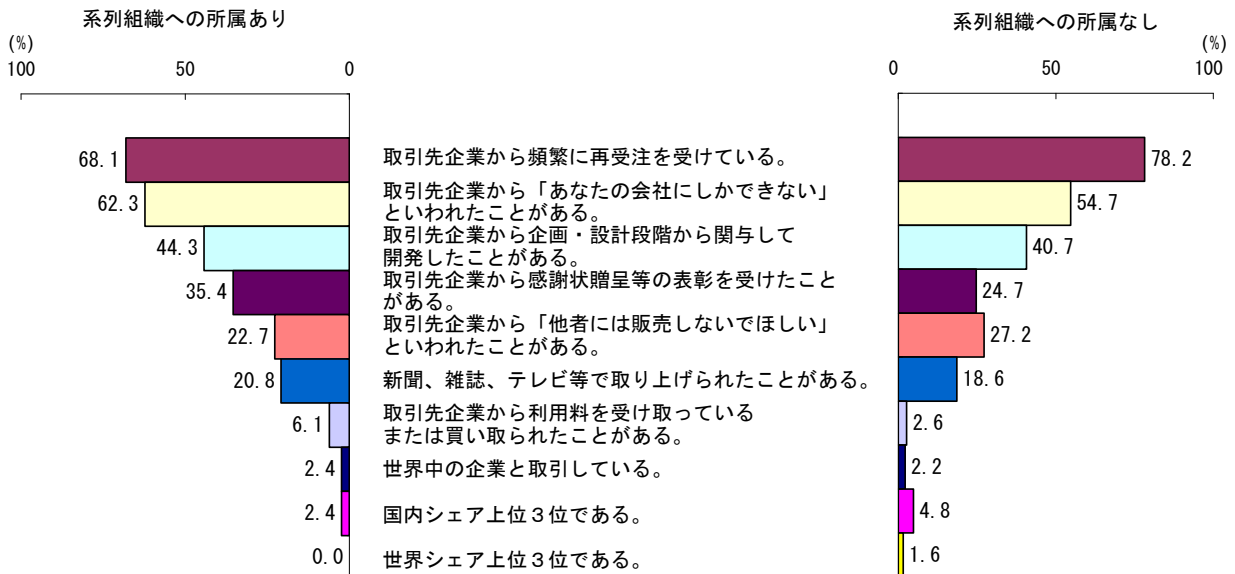 系列組織への所属あり
系列組織への所属なし
(%)
(%)
100 50 0
0 50 100
68.1 取引先企業から頻繁に再受注を受けている。 78.2
62.3 取引先企業から「あなたの会社にしかできない」
といわれたことがある。 54.7
44.3 取引先企業から企画・設計段階から関与して
開発したことがある。 40.7
35.4 取引先企業から感謝状贈呈等の表彰を受けたこと
がある。 24.7
22.7 取引先企業から「他者には販売しないでほしい」
といわれたことがある。 27.2
20.8 新聞、雑誌、テレビ等で取り上げられたことがある。 18.6
6.1 取引先企業から利用料を受け取っている
または買い取られたことがある。 2.6
2.4 世界中の企業と取引している。 2.2
2.4 国内シェア上位３位である。 4.8
0.0 世界シェア上位３位である。 1.6